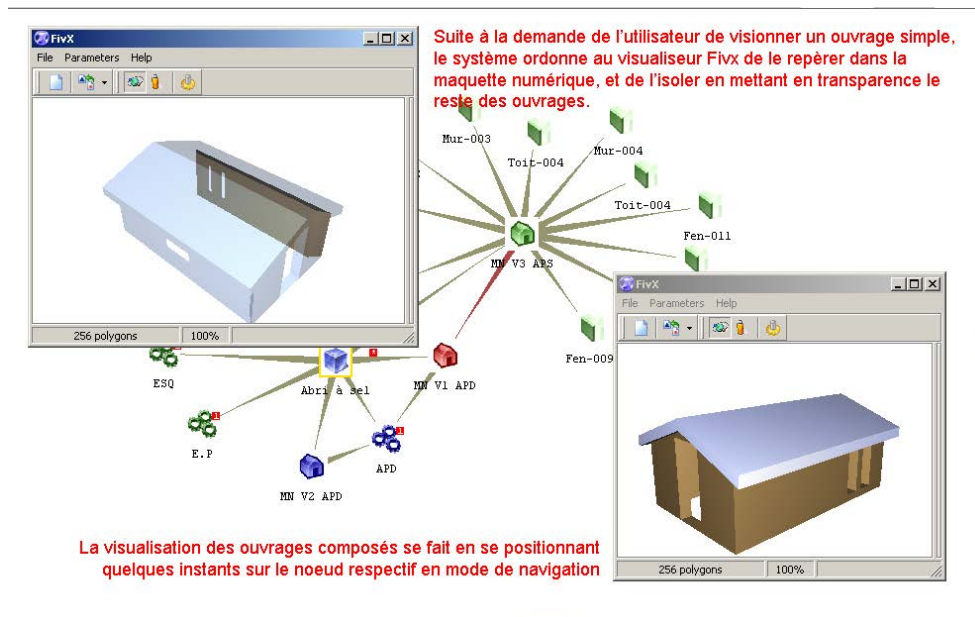 FivX
File Parameters Help
256 polygons 100%
Suite à la demande de l'utilisateur de visionner un ouvrage simple,
le système ordonne au visualiseur Fivx de le repèrer dans la
maquette numérique, et de l'isoler en mettant en transparence le
reste des ouvrages.
Mur-003
Toit-004
Mur-004
Toit-004
Fen-011
MN V3 APS
Fen-009
ESQ
Abri à sel
MN V1 APD
E.P
APD
MN V2 APD
FivX
File Parameters Help
256 polygons 100%
La visualisation des ouvrages composés se fait en se positionnant
quelques instants sur le noeud respectif en mode de navigation